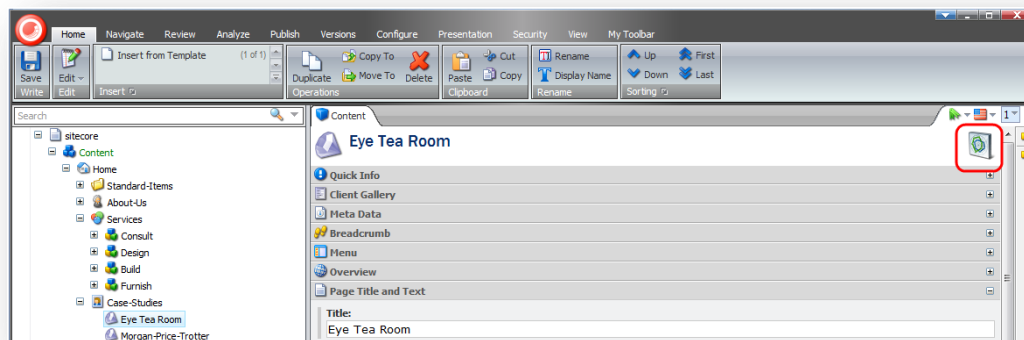 Home Navigate Review Analyze Publish Versions Configure Presentation Security View My Toolbar
Save
Write
Edit
Edit
Insert from Template (1 of 1)
Insert
Duplicate
Copy To
Move To
Delete
Operations
Paste
Cut
Copy
Clipboard
Rename
Display Name
Rename
Up
Down
First
Last
Sorting
Search
sitecore
Content
Home
Standard-Items
About-Us
Services
Consult
Design
Build
Furnish
Case-Studies
Eye Tea Room
Morgan-Price-Trotter
Content
1
Eye Tea Room
Quick Info
Client Gallery
Meta Data
Breadcrumb
Menu
Overview
Page Title and Text
Title:
Eye Tea Room